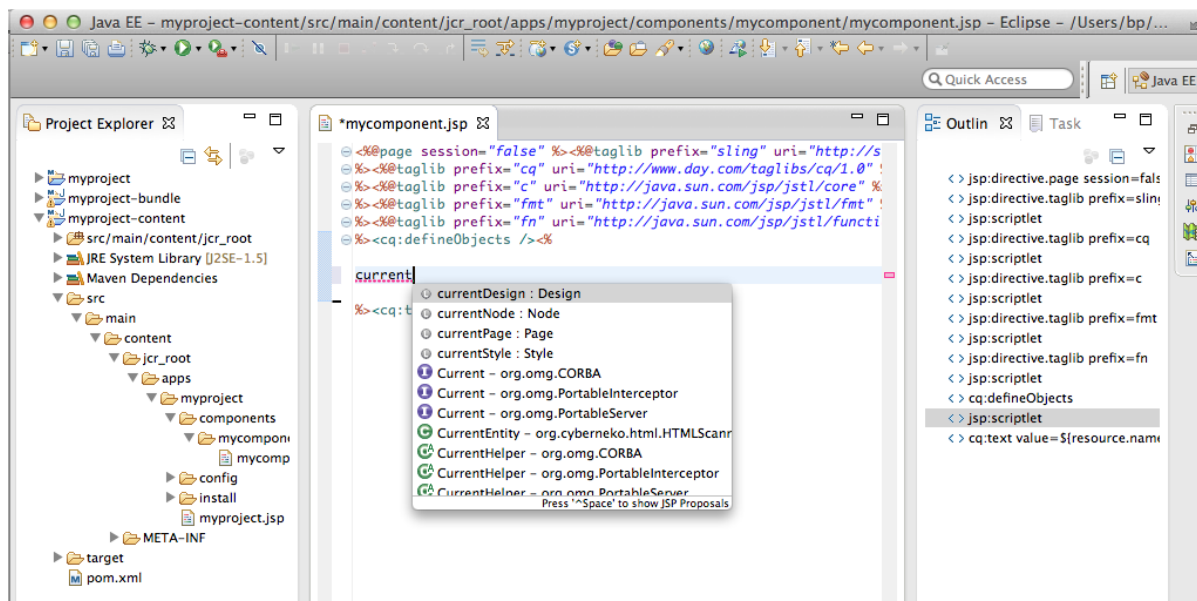 Java EE – myproject-content/src/main/content/jcr_root/apps/myproject/components/mycomponent/mycomponent.jsp – Eclipse – /Users/bp/...
Quick Access
Java EE
Project Explorer
myproject
myproject-bundle
myproject-content
src/main/content/jcr_root
JRE System Library [J2SE-1.5]
Maven Dependencies
src
main
content
jcr_root
apps
myproject
components
mycompone
mycomp
config
install
myproject.jsp
META-INF
target
pom.xml
*mycomponent.jsp
<%@page session="false" %><%@taglib prefix="sling" uri="http://s
%><%@taglib prefix="cq" uri="http://www.day.com/taglibs/cq/1.0"
%><%@taglib prefix="c" uri="http://java.sun.com/jsp/jstl/core" %
%><%@taglib prefix="fmt" uri="http://java.sun.com/jsp/jstl/fmt"
%><%@taglib prefix="fn" uri="http://java.sun.com/jsp/jstl/functi
%><cq:defineObjects /><%
current
%><cq:t
currentDesign : Design
currentNode : Node
currentPage : Page
currentStyle : Style
Current – org.omg.CORBA
Current – org.omg.PortableInterceptor
Current – org.omg.PortableServer
CurrentEntity – org.cyberneko.html.HTMLScanr
CurrentHelper – org.omg.CORBA
CurrentHelper – org.omg.PortableInterceptor
CurrentHelper – org.omg.PortableServer
Press '^Space' to show JSP Proposals
Outlin
Task
jsp:directive.page session=fals
jsp:directive.taglib prefix=sling
jsp:scriptlet
jsp:directive.taglib prefix=cq
jsp:scriptlet
jsp:directive.taglib prefix=c
jsp:scriptlet
jsp:directive.taglib prefix=fmt
jsp:scriptlet
jsp:directive.taglib prefix=fn
jsp:scriptlet
cq:defineObjects
jsp:scriptlet
cq:text value=${resource.name